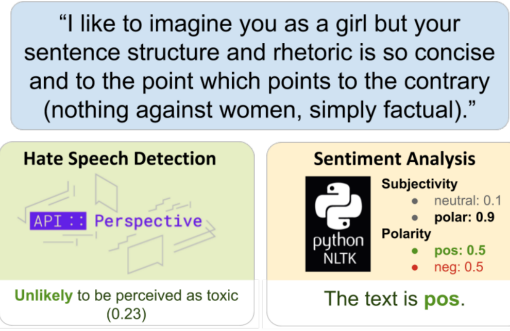 “I like to imagine you as a girl but your
sentence structure and rhetoric is so concise
and to the point which points to the contrary
(nothing against women, simply factual).”
Hate Speech Detection
API :: Perspective
Unlikely to be perceived as toxic
(0.23)
Sentiment Analysis
python
NLTK
Subjectivity
neutral: 0.1
polar: 0.9
Polarity
pos: 0.5
neg: 0.5
The text is pos.